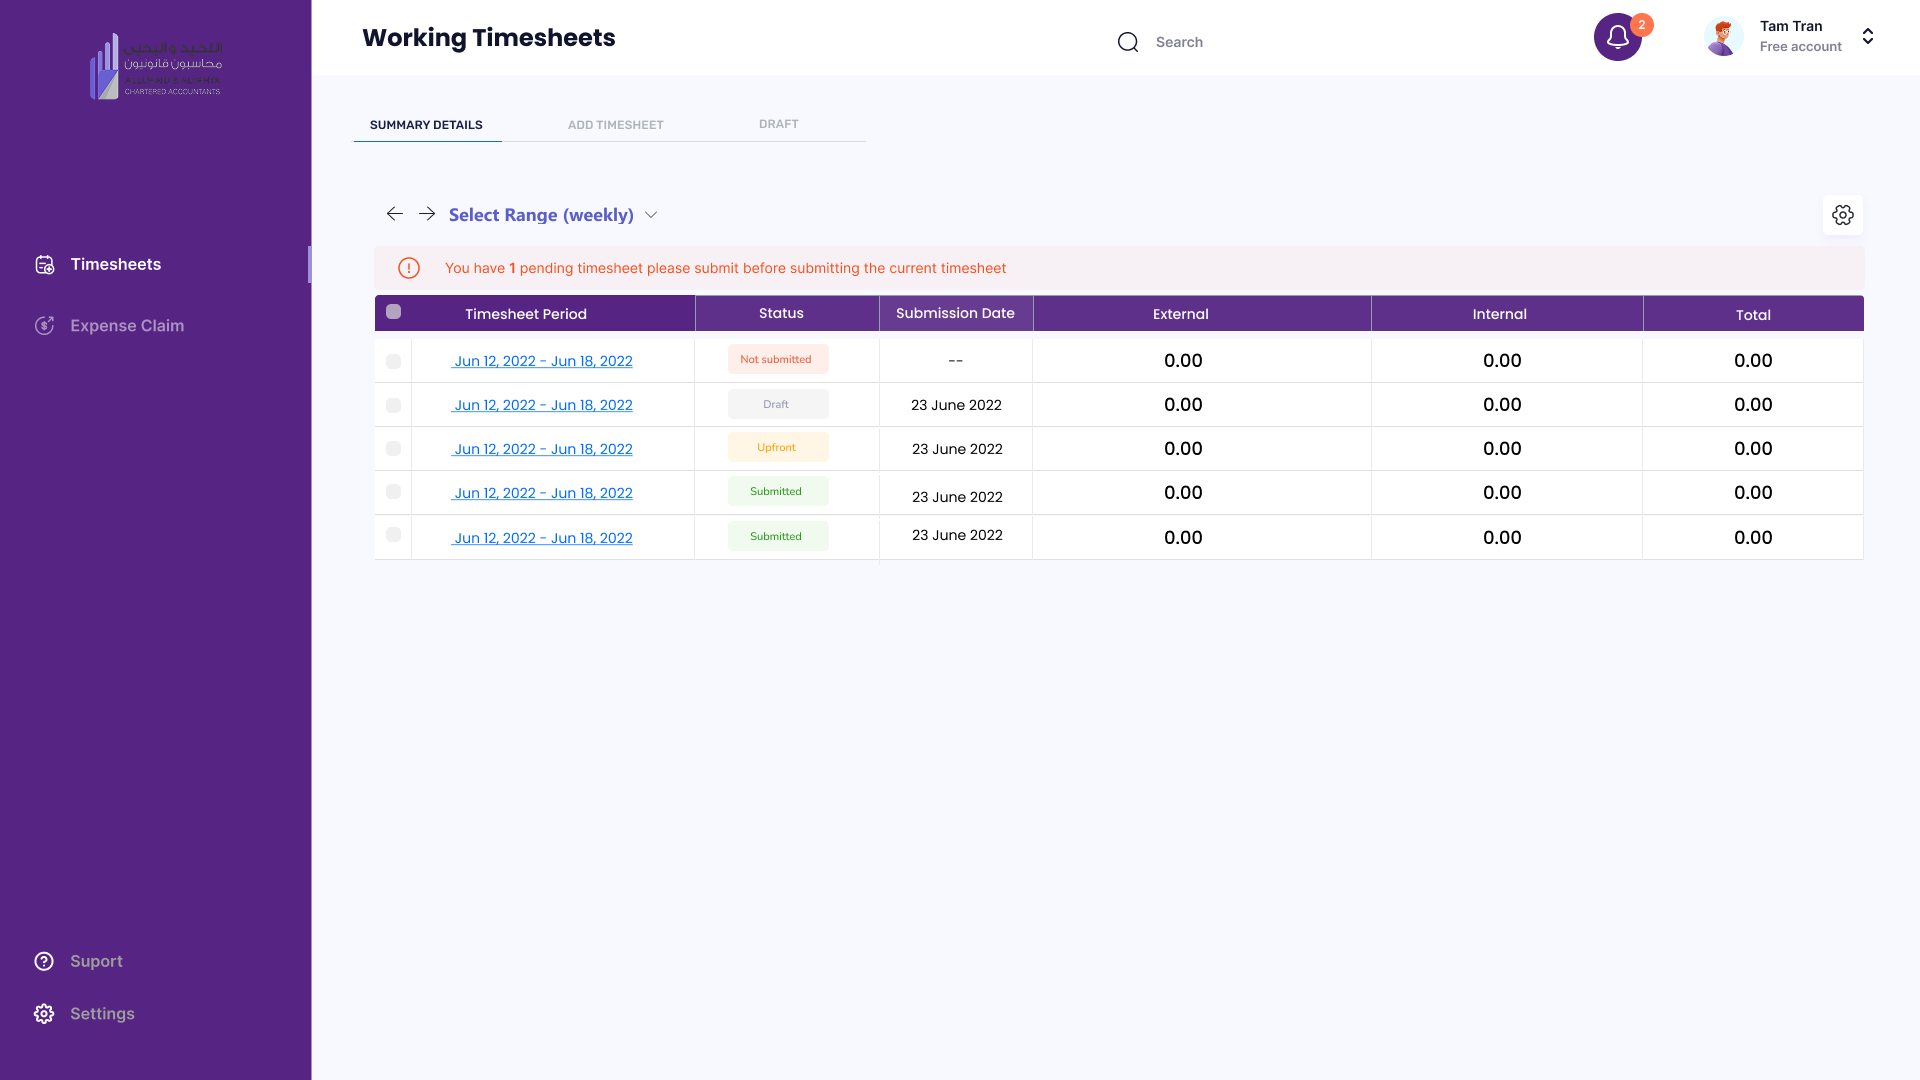 محاسبون قانونيون
CHARTERED ACCOUNTANTS
Working Timesheets
Search
2
Tam Tran
Free account
SUMMARY DETAILS
ADD TIMESHEET
DRAFT
Timesheets
Expense Claim
Suport
Settings
Select Range (weekly)
You have 1 pending timesheet please submit before submitting the current timesheet
Timesheet Period Status Submission Date External Internal Total
Jun 12, 2022 - Jun 18, 2022 Not submitted -- 0.00 0.00 0.00
Jun 12, 2022 - Jun 18, 2022 Draft 23 June 2022 0.00 0.00 0.00
Jun 12, 2022 - Jun 18, 2022 Upfront 23 June 2022 0.00 0.00 0.00
Jun 12, 2022 - Jun 18, 2022 Submitted 23 June 2022 0.00 0.00 0.00
Jun 12, 2022 - Jun 18, 2022 Submitted 23 June 2022 0.00 0.00 0.00